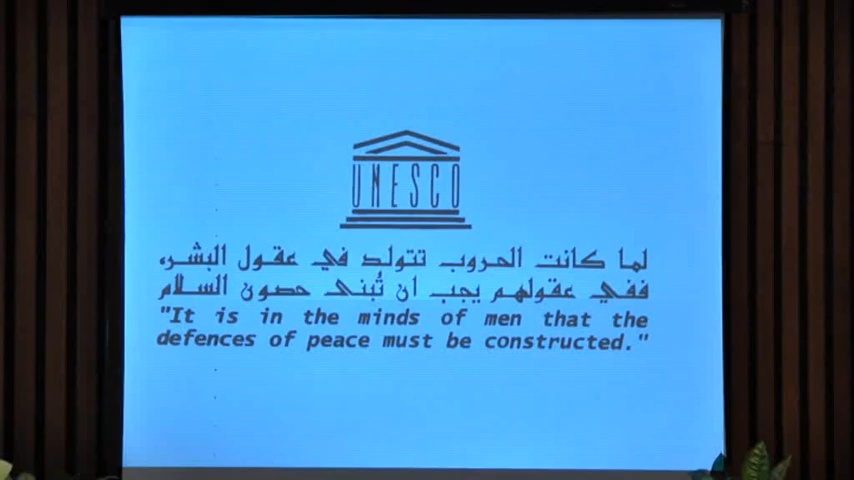 UNESCO
لما كانت الحروب تتولد في عقول البشر،
ففي عقولهم يجب ان تُبنى حصون السلام
"It is in the minds of men that the
defences of peace must be constructed."